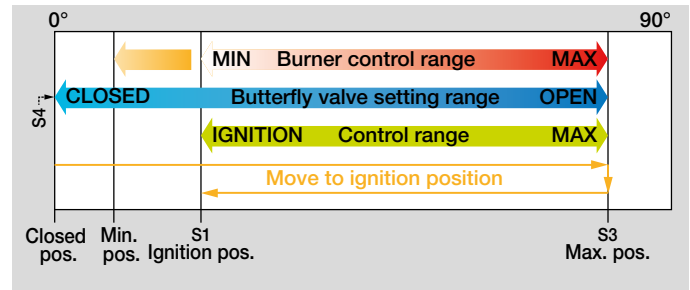 0° 90°
MIN Burner control range MAX
CLOSED Butterfly valve setting range OPEN
S4
IGNITION Control range MAX
Move to ignition position
Closed Min. S1 S3
pos. pos. Ignition pos. Max. pos.